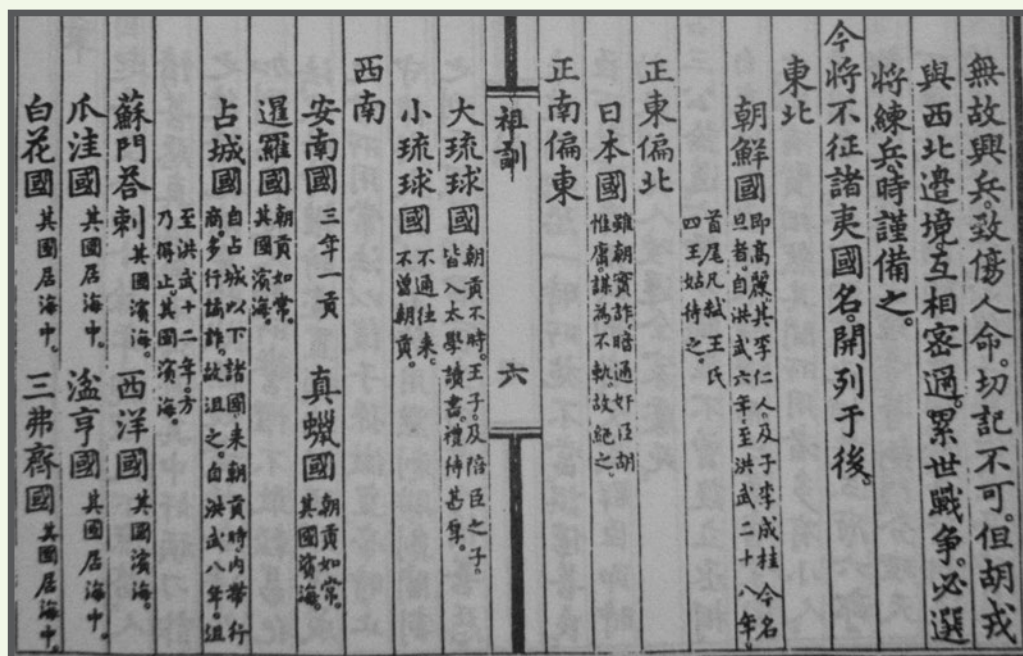 無故興兵。致傷人命。切記不可。但胡戎
與西北邊境。互相密邇。累世戰爭。必選
將練兵。時謹備之。
今將不征諸夷國名。開列于後。
東北
朝鮮國
即高麗。其李仁人。及子李成桂今名
旦者。自洪武六年。至洪武二十八年。
首尾凡弑王氏
四王。姑待之。
正東偏北
日本國
雖朝實詐。暗通奸臣胡
惟庸。謀為不軌。故絕之。
正南偏東
祖訓 六
大琉球國
朝貢不時。王子。及陪臣之子。
皆入太學讀書。禮待甚厚。
小琉球國
不通往來。
不曾朝貢。
西南
安南國 三年一貢
真蠟國
朝貢如常。
其國濱海。
暹羅國
朝貢如常。
其國濱海。
占城國
自占城以下諸國來朝貢時。內帶行
商。多行譎詐。故沮之。自洪武八年。沮
至洪武十二年。方
乃得止。其國濱海。
蘇門荅剌 其國濱海。 西洋國 其國濱海。
爪洼國 其國居海中。 湓亨國 其國居海中。
白花國 其國居海中。 三弗齊國 其國居海中。